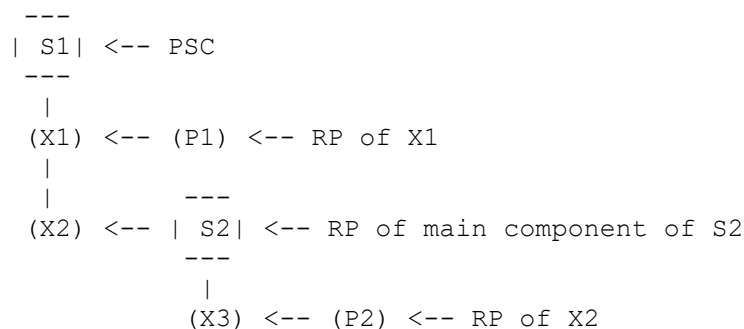 ---
| S1| <-- PSC
 ---
  |
 (X1) <-- (P1) <-- RP of X1
  |
  |        ---
 (X2) <-- | S2| <-- RP of main component of S2
           ---
            |
           (X3) <-- (P2) <-- RP of X2